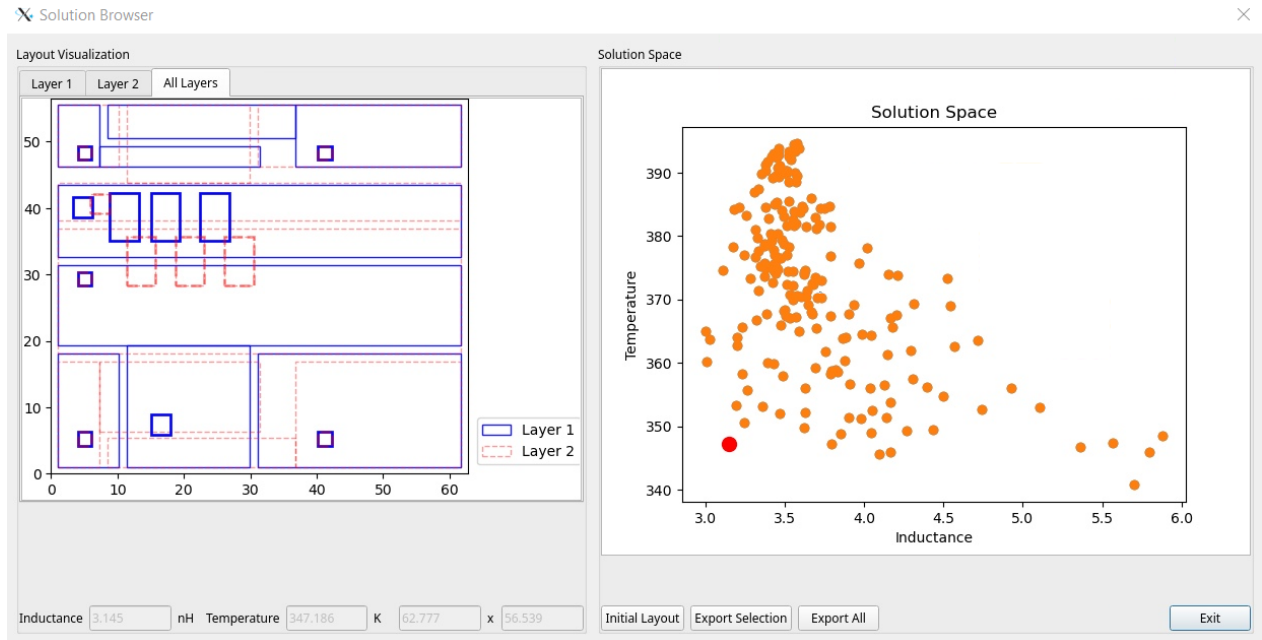 Solution Browser
Layout Visualization
Layer 1 Layer 2 All Layers
50
40
30
20
10
0
0 10 20 30 40 50 60
Layer 1
Layer 2
Inductance 3.145 nH Temperature 347.186 K 62.777 x 56.539
Solution Space
Solution Space
Temperature
390
380
370
360
350
340
3.0 3.5 4.0 4.5 5.0 5.5 6.0
Inductance
Initial Layout Export Selection Export All Exit